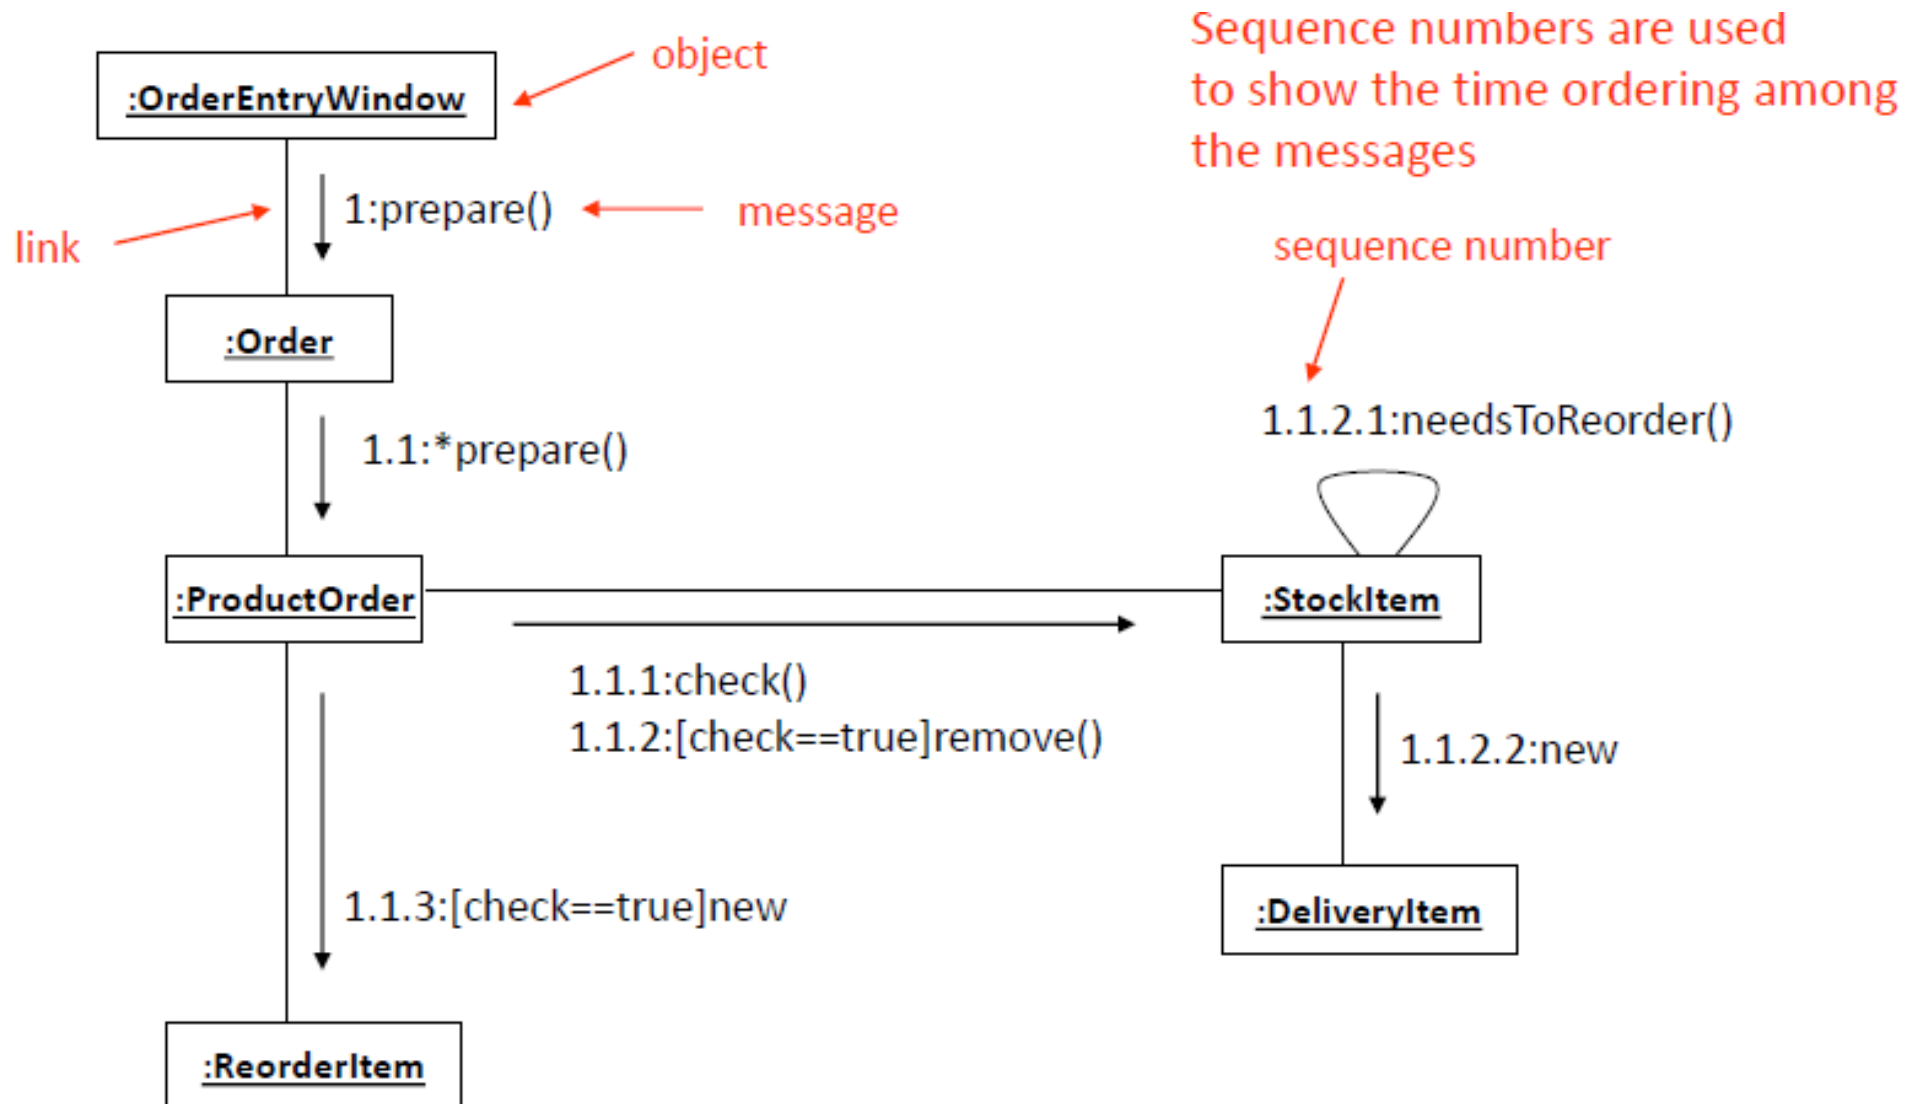 :OrderEntryWindow
object
Sequence numbers are used
to show the time ordering among
the messages
1:prepare()
message
link
sequence number
:Order
1.1:*prepare()
1.1.2.1:needsToReorder()
:ProductOrder
:StockItem
1.1.1:check()
1.1.2:[check==true]remove()
1.1.2.2:new
1.1.3:[check==true]new
:DeliveryItem
:ReorderItem